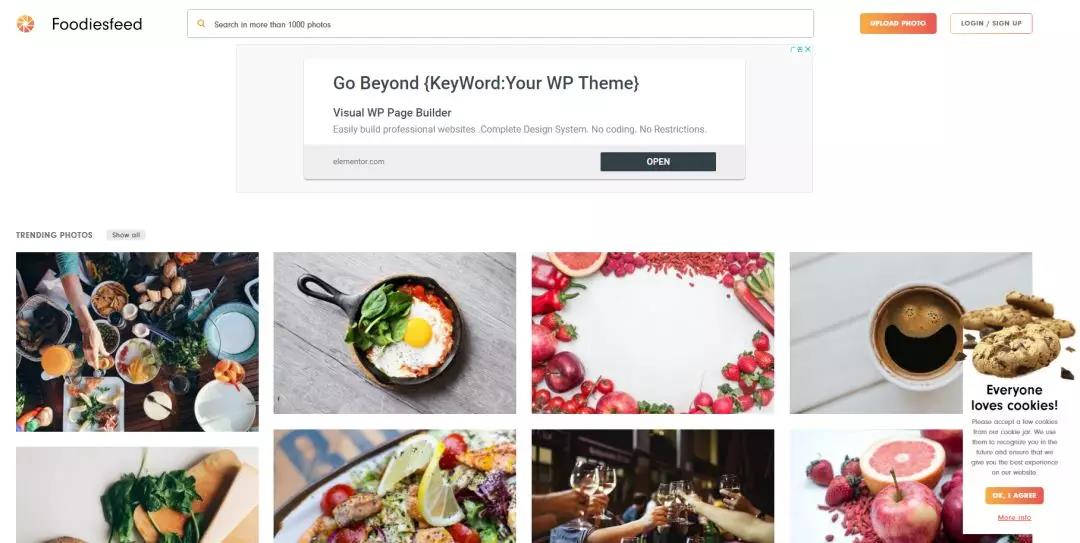 Foodiesfeed
Search in more than 1000 photos
UPLOAD PHOTO
LOGIN / SIGN UP
Go Beyond {KeyWord:Your WP Theme}
Visual WP Page Builder
Easily build professional websites .Complete Design System. No coding. No Restrictions.
elementor.com
OPEN
TRENDING PHOTOS
Show all
Everyone
loves cookies!
Please accept a few cookies
from our cookie jar. We use
them to recognize you in the
future and ensure that we
give you the best experience
on our website.
OK, I AGREE
More info